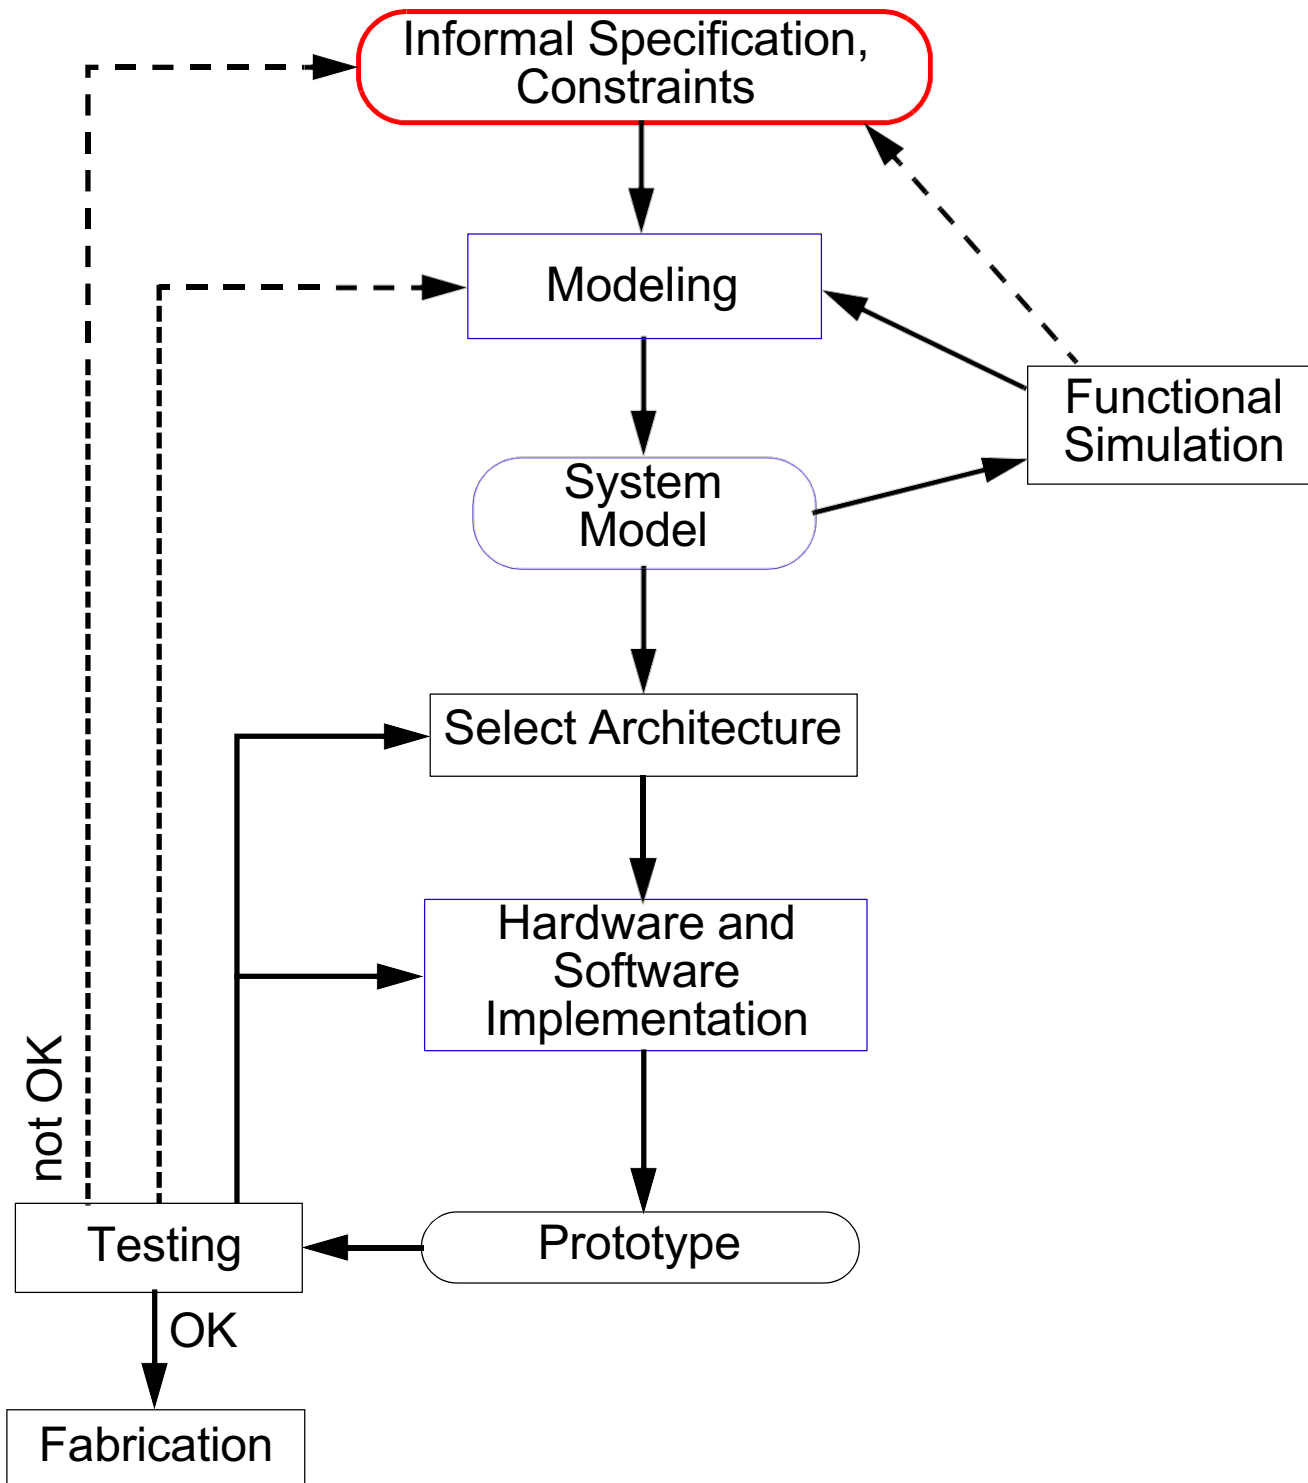 Informal Specification,
Constraints
Modeling
Functional
Simulation
System
Model
Select Architecture
Hardware and
Software
Implementation
not OK
Testing
Prototype
OK
Fabrication